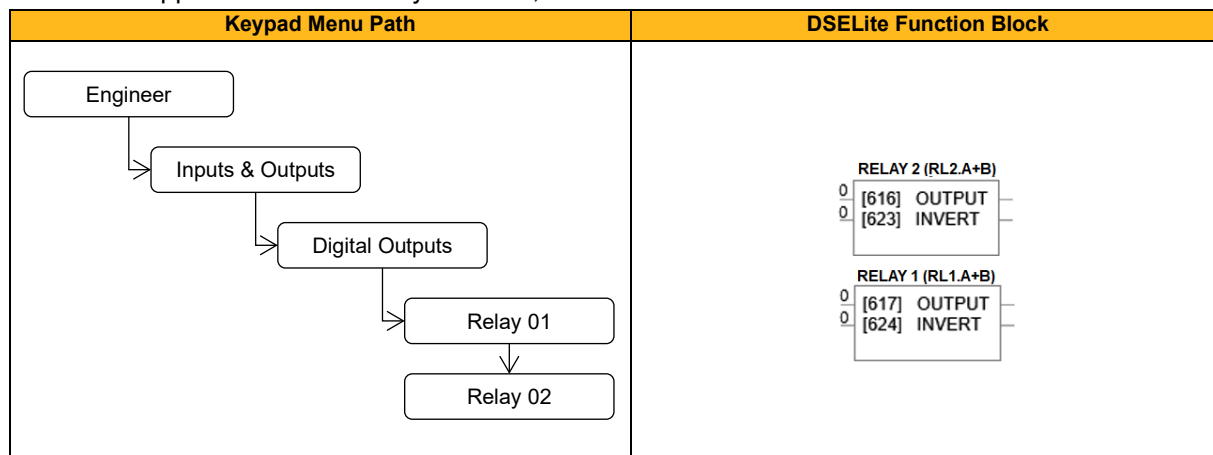 Keypad Menu Path
DSELite Function Block
Engineer
Inputs & Outputs
Digital Outputs
Relay 01
Relay 02
RELAY 2 (RL2.A+B)
0 [616] OUTPUT
0 [623] INVERT
RELAY 1 (RL1.A+B)
0 [617] OUTPUT
0 [624] INVERT